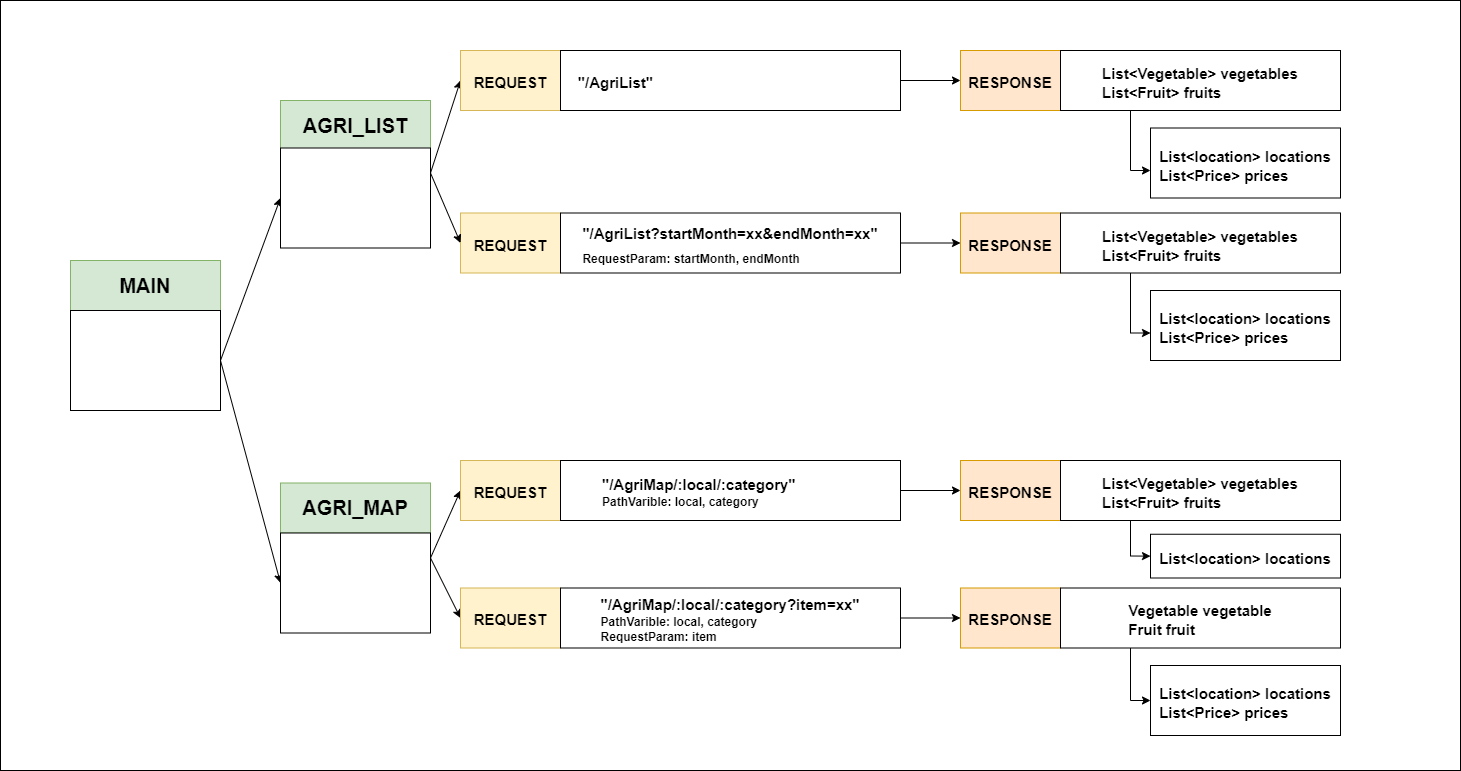 MAIN
AGRI_LIST
REQUEST
"/AgriList"
RESPONSE
List<Vegetable> vegetables
List<Fruit> fruits
List<location> locations
List<Price> prices
REQUEST
"/AgriList?startMonth=xx&endMonth=xx"
RequestParam: startMonth, endMonth
RESPONSE
List<Vegetable> vegetables
List<Fruit> fruits
List<location> locations
List<Price> prices
AGRI_MAP
REQUEST
"/AgriMap/:local/:category"
PathVarible: local, category
RESPONSE
List<Vegetable> vegetables
List<Fruit> fruits
List<location> locations
REQUEST
"/AgriMap/:local/:category?item=xx"
PathVarible: local, category
RequestParam: item
RESPONSE
Vegetable vegetable
Fruit fruit
List<location> locations
List<Price> prices